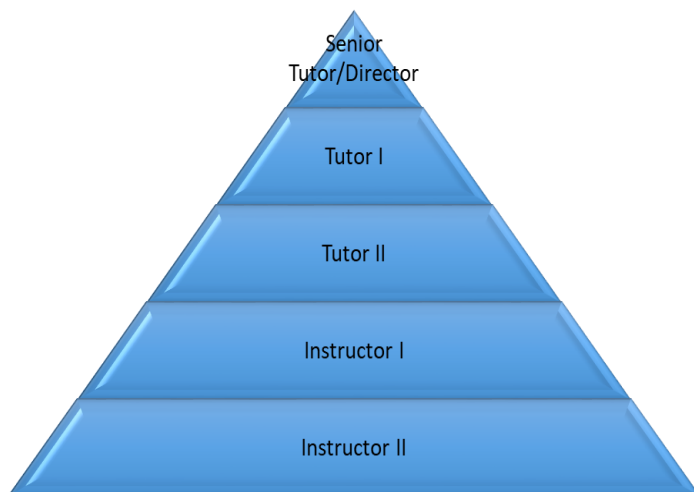 Senior
Tutor/Director
Tutor I
Tutor II
Instructor I
Instructor II